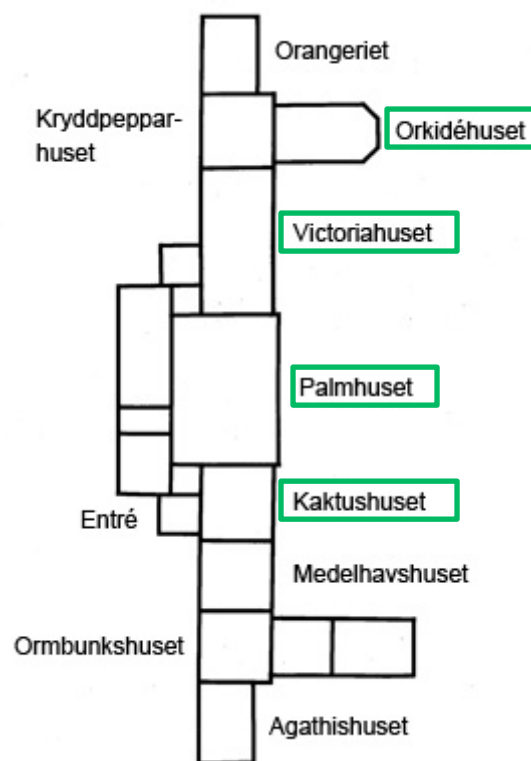 Orangeriet
Kryddpeppar-
huset
Orkidéhuset
Victoriahuset
Palmhuset
Kaktushuset
Entré
Medelhavshuset
Ormbunkshuset
Agathishuset